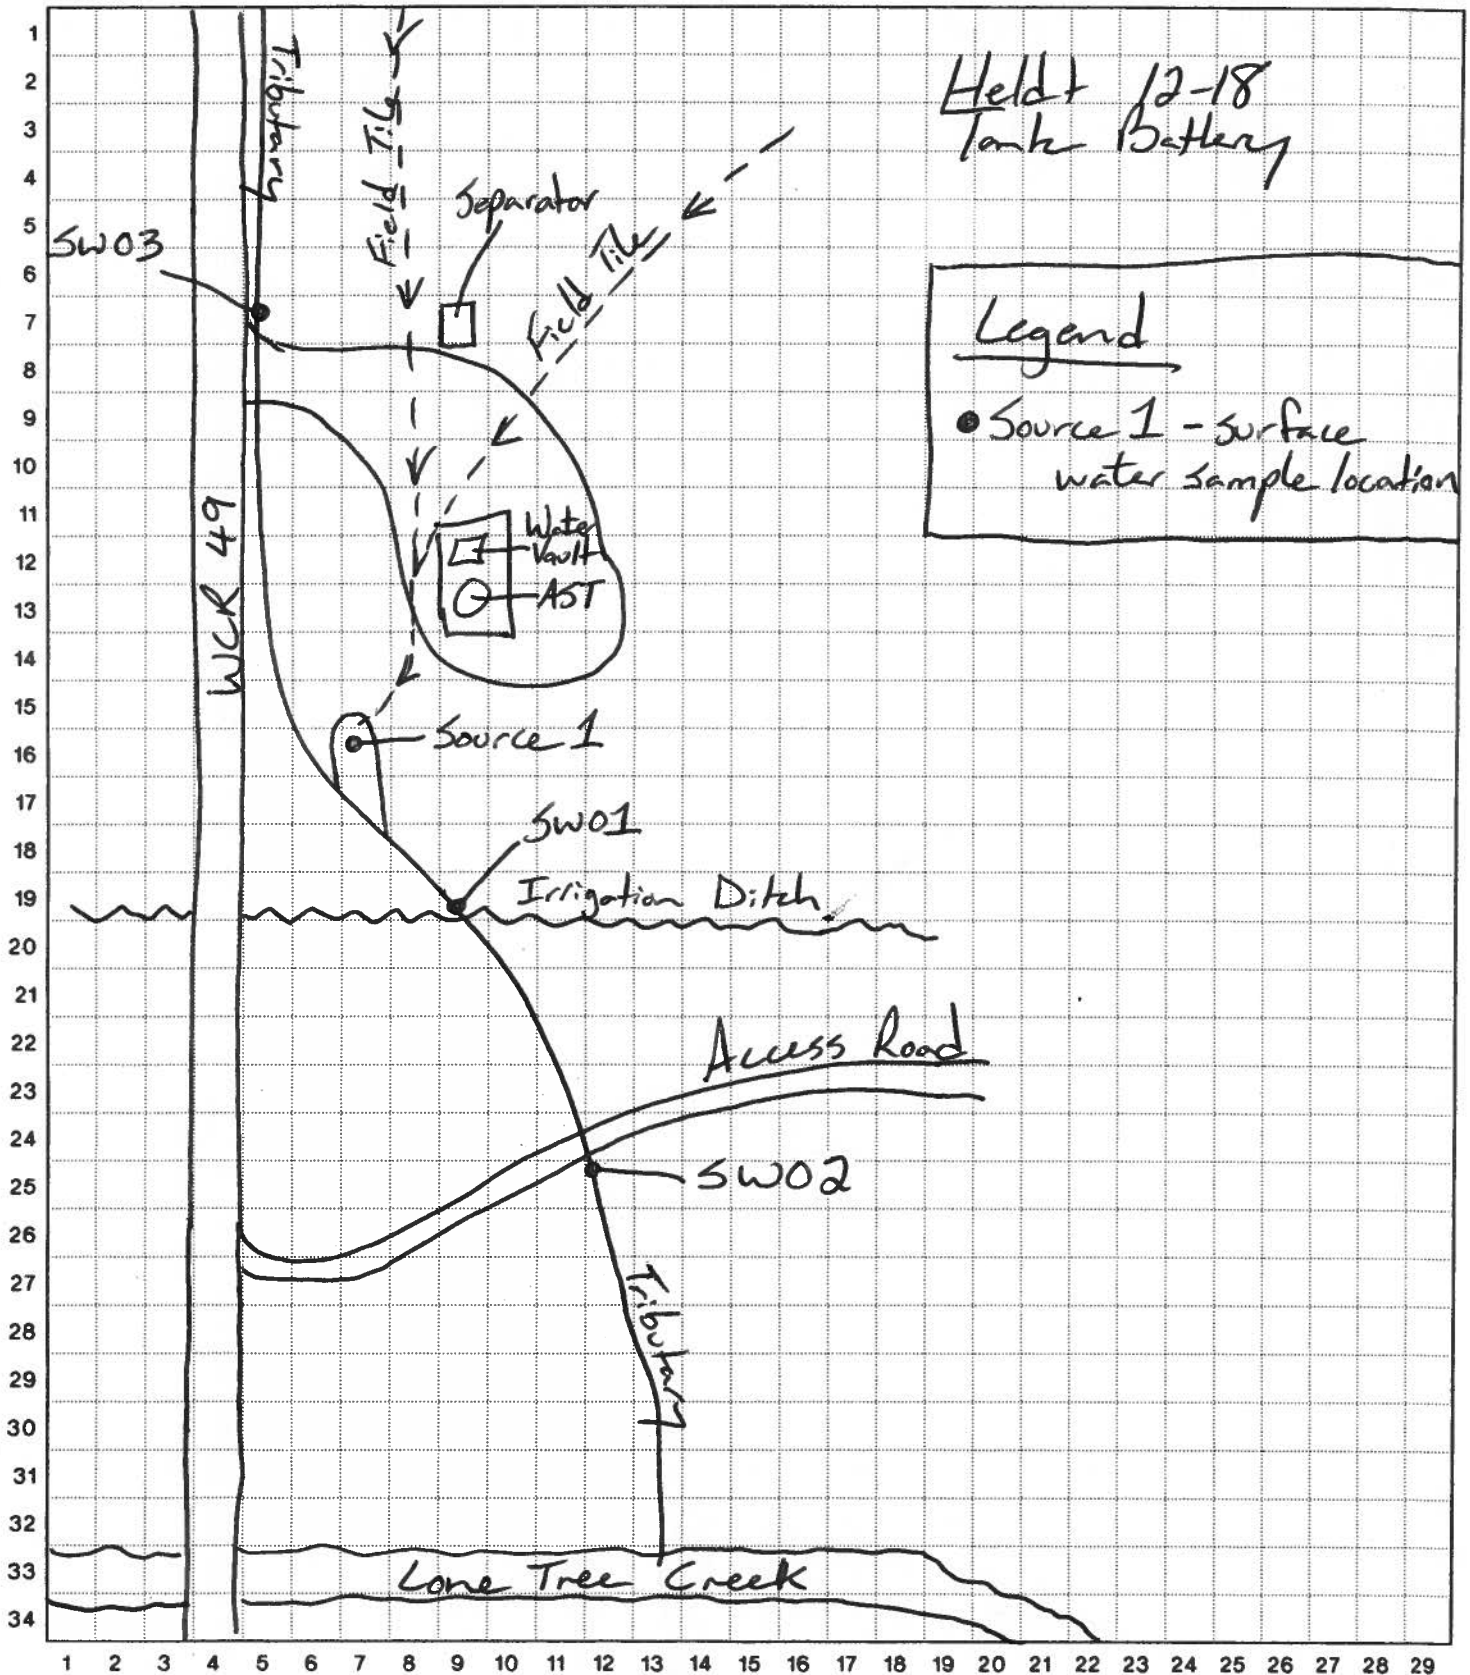 1
2
3
4
5
6
7
8
9
10
11
12
13
14
15
16
17
18
19
20
21
22
23
24
25
26
27
28
29
30
31
32
33
34
Heldt 12-18
Tank Battery
Tributary
Field Tile
Separator
Field Tile
SW03
Legend
Source 1 - surface
water sample location
WCR 49
Water
Vault
AST
Source 1
SW01
Irrigation Ditch
Access Road
SW02
Tributary
Lone Tree Creek
1 2 3 4 5 6 7 8 9 10 11 12 13 14 15 16 17 18 19 20 21 22 23 24 25 26 27 28 29